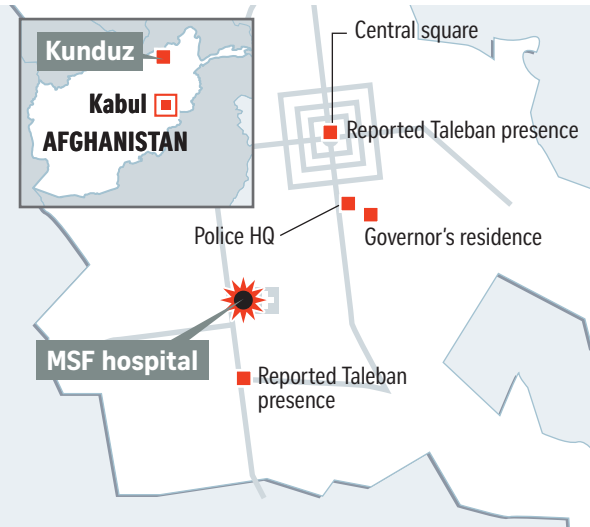 Kunduz
Kabul
AFGHANISTAN
Central square
Reported Taleban presence
Police HQ
Governor's residence
MSF hospital
Reported Taleban
presence